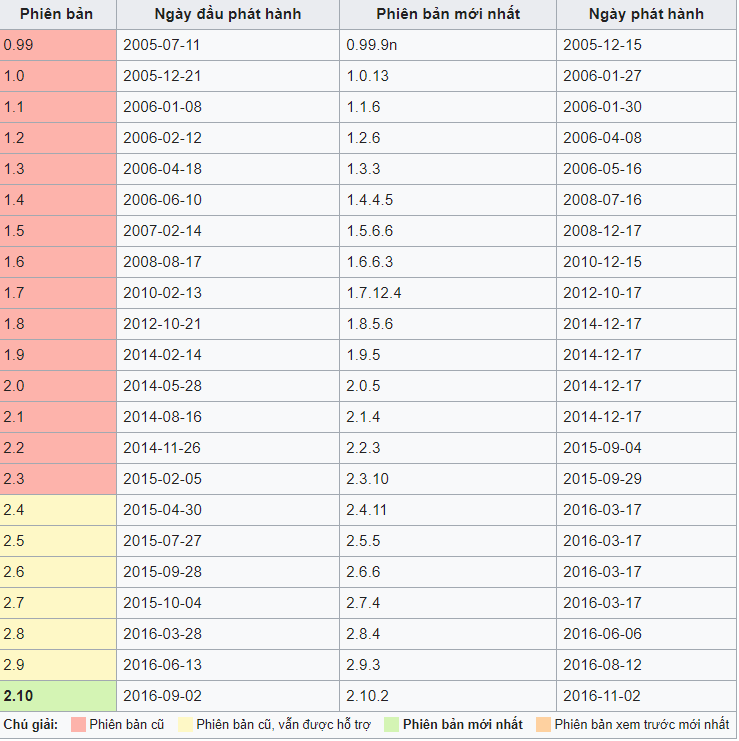 Phiên bản Ngày đầu phát hành Phiên bản mới nhất Ngày phát hành
0.99 2005-07-11 0.99.9n 2005-12-15
1.0 2005-12-21 1.0.13 2006-01-27
1.1 2006-01-08 1.1.6 2006-01-30
1.2 2006-02-12 1.2.6 2006-04-08
1.3 2006-04-18 1.3.3 2006-05-16
1.4 2006-06-10 1.4.4.5 2008-07-16
1.5 2007-02-14 1.5.6.6 2008-12-17
1.6 2008-08-17 1.6.6.3 2010-12-15
1.7 2010-02-13 1.7.12.4 2012-10-17
1.8 2012-10-21 1.8.5.6 2014-12-17
1.9 2014-02-14 1.9.5 2014-12-17
2.0 2014-05-28 2.0.5 2014-12-17
2.1 2014-08-16 2.1.4 2014-12-17
2.2 2014-11-26 2.2.3 2015-09-04
2.3 2015-02-05 2.3.10 2015-09-29
2.4 2015-04-30 2.4.11 2016-03-17
2.5 2015-07-27 2.5.5 2016-03-17
2.6 2015-09-28 2.6.6 2016-03-17
2.7 2015-10-04 2.7.4 2016-03-17
2.8 2016-03-28 2.8.4 2016-06-06
2.9 2016-06-13 2.9.3 2016-08-12
2.10 2016-09-02 2.10.2 2016-11-02
Chú giải: Phiên bản cũ Phiên bản cũ, vẫn được hỗ trợ Phiên bản mới nhất Phiên bản xem trước mới nhất